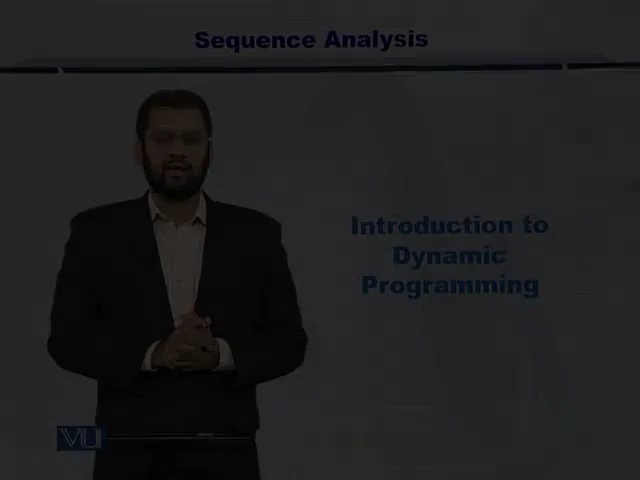 Sequence Analysis
Introduction to
Dynamic
Programming
VU